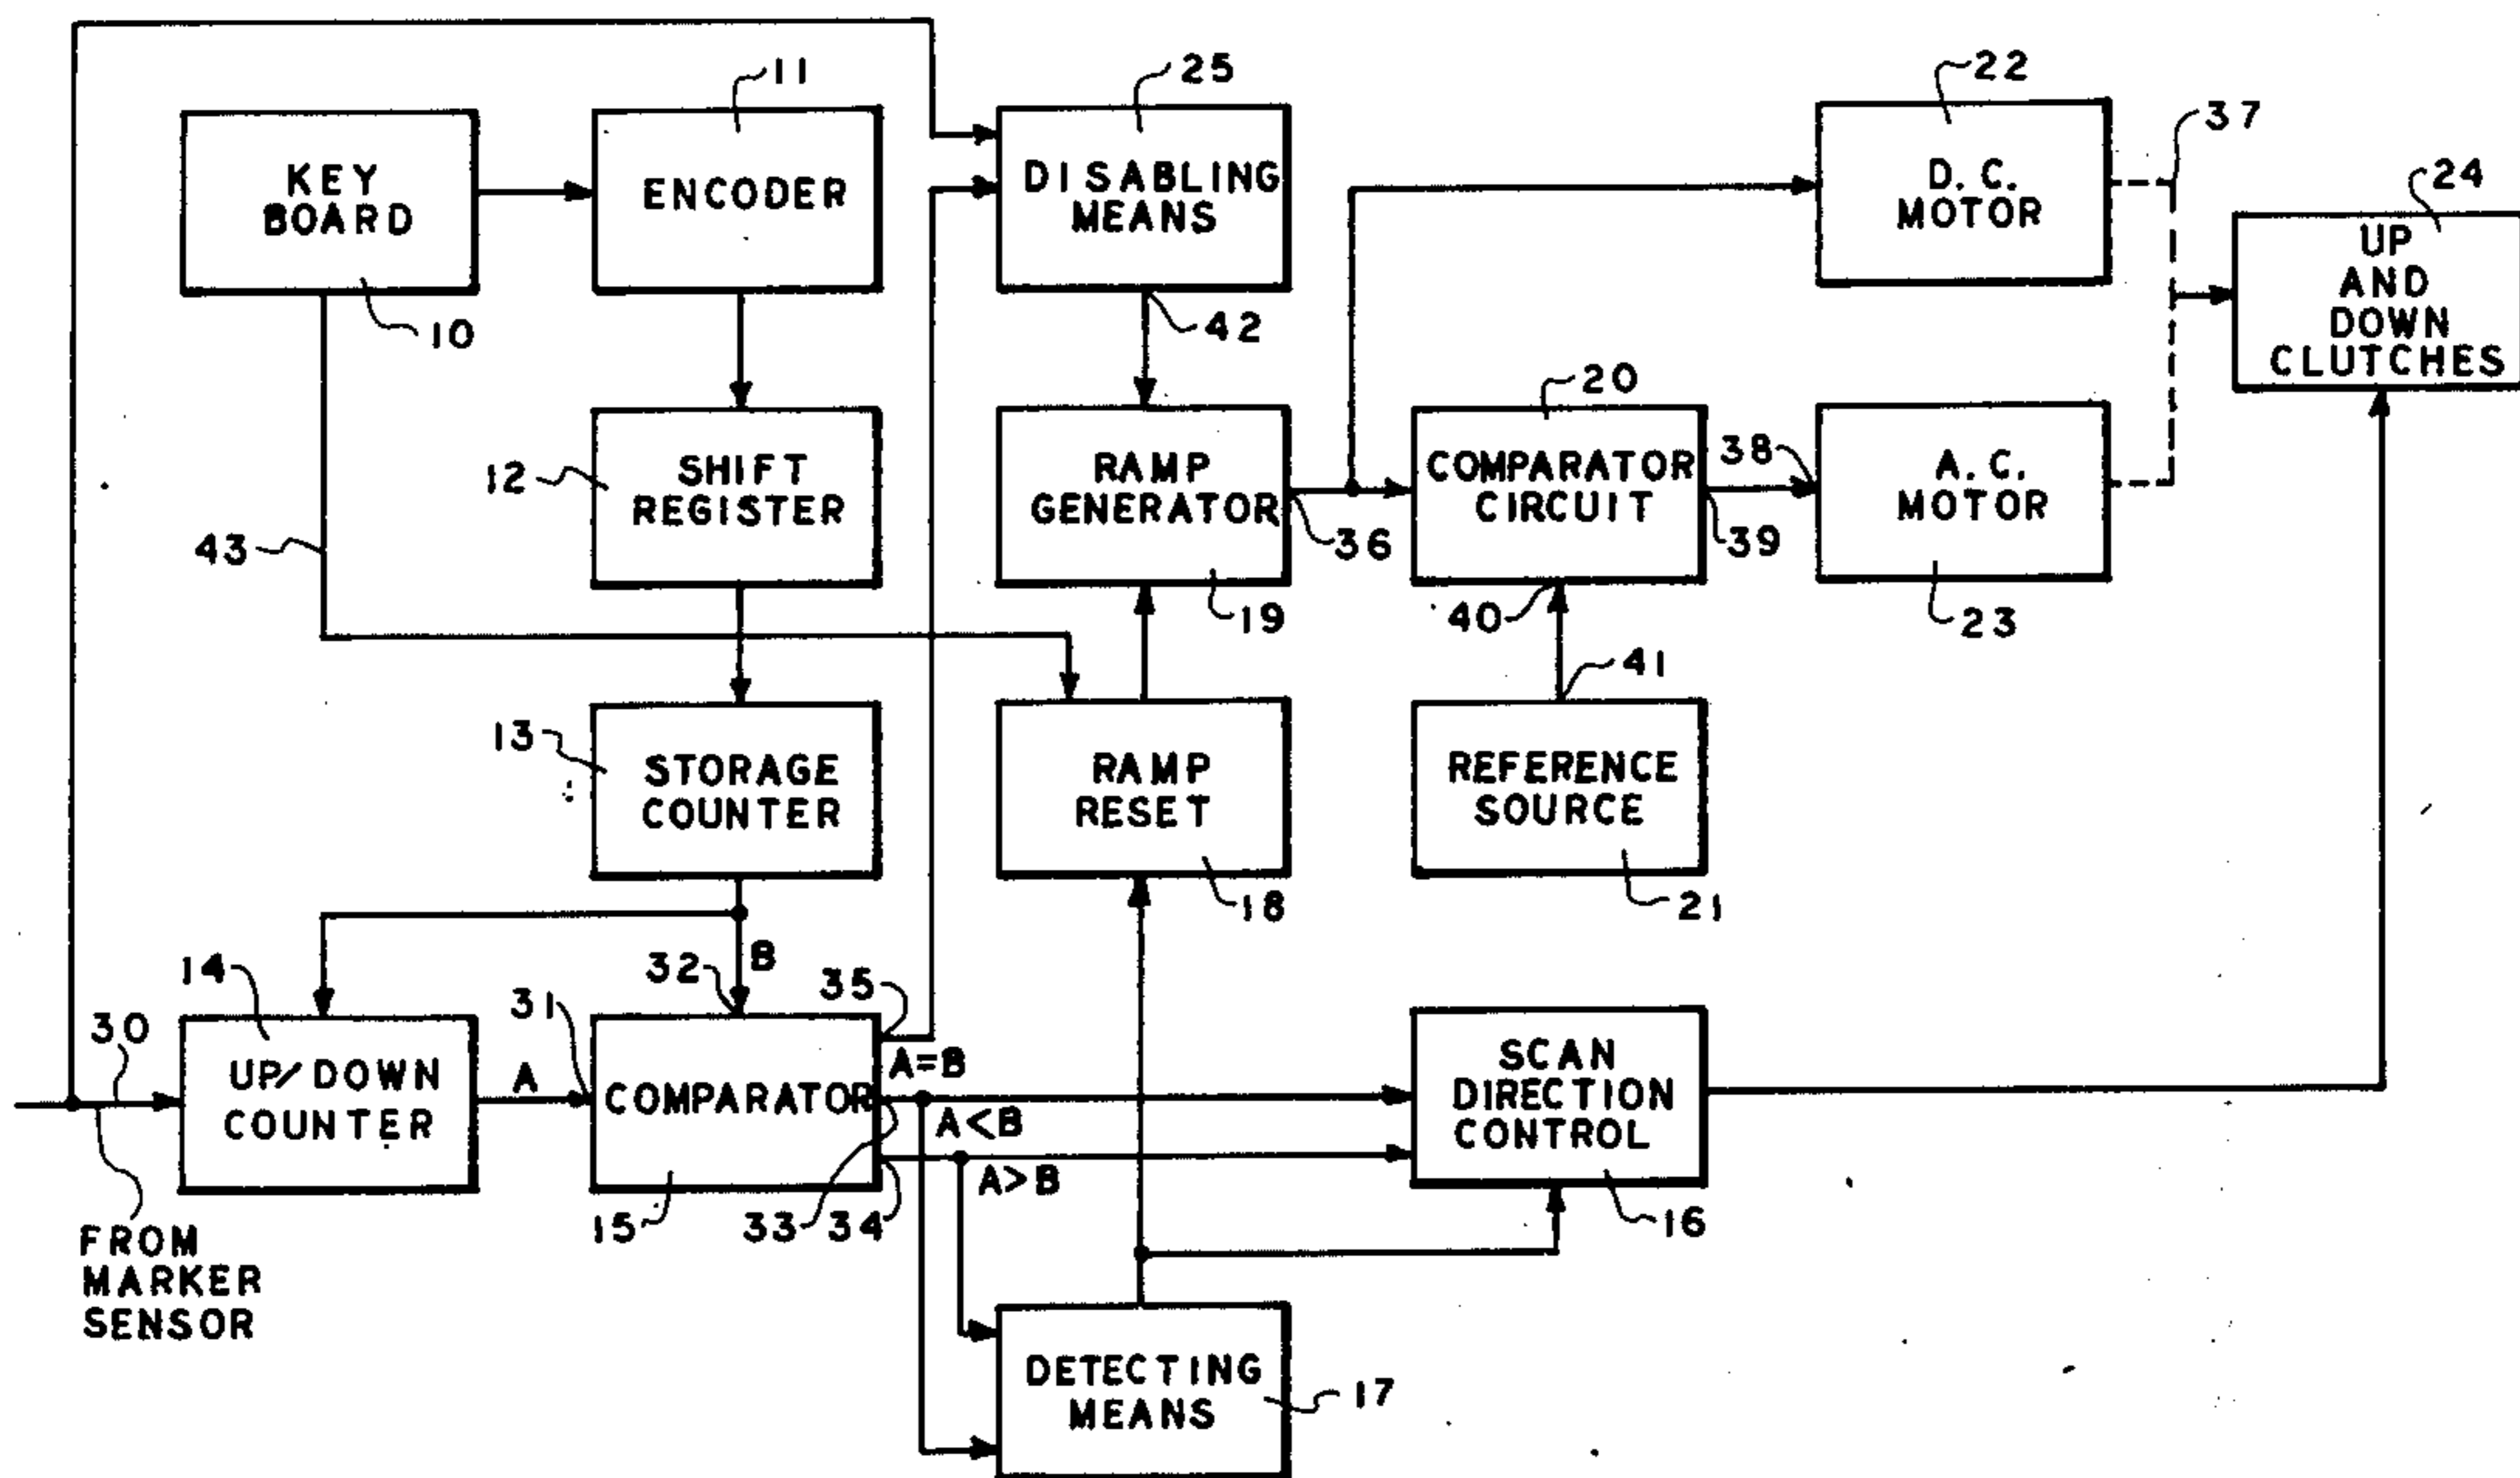 11
25
22
37
KEY
BOARD
ENCODER
DISABLING
MEANS
D.C.
MOTOR
24
UP
AND
DOWN
CLUTCHES
10
42
20
12
SHIFT
REGISTER
RAMP
GENERATOR
COMPARATOR
CIRCUIT
38
A.C.
MOTOR
43
36
39
19
40
23
41
13
STORAGE
COUNTER
RAMP
RESET
REFERENCE
SOURCE
18
21
14
32
B
35
30
31
UP/DOWN
COUNTER
A
COMPARATOR
A=B
A<B
A>B
SCAN
DIRECTION
CONTROL
15
33
34
16
FROM
MARKER
SENSOR
DETECTING
MEANS
17